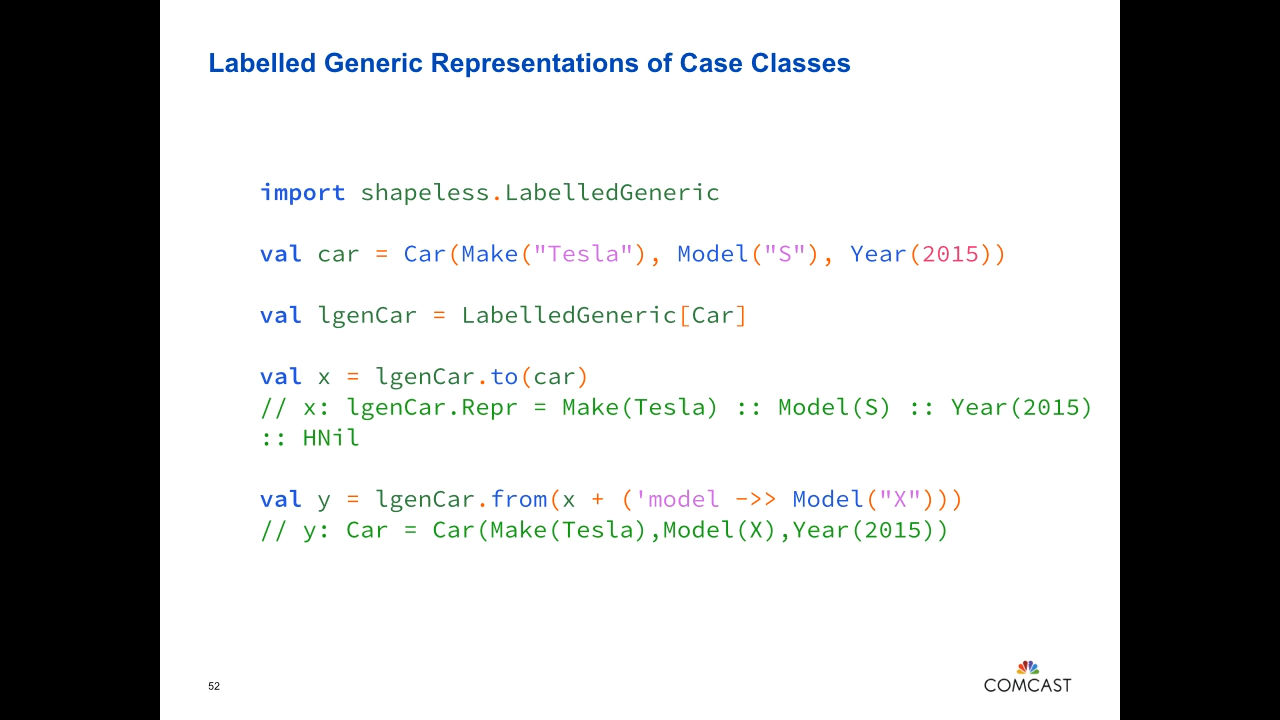 Labelled Generic Representations of Case Classes
import shapeless.LabelledGeneric
val car = Car(Make("Tesla"), Model("S"), Year(2015))
val lgenCar = LabelledGeneric[Car]
val x = lgenCar.to(car)
// x: lgenCar.Repr = Make(Tesla) :: Model(S) :: Year(2015)
:: HNil
val y = lgenCar.from(x + ('model ->> Model("X")))
// y: Car = Car(Make(Tesla),Model(X),Year(2015))
52
COMCAST